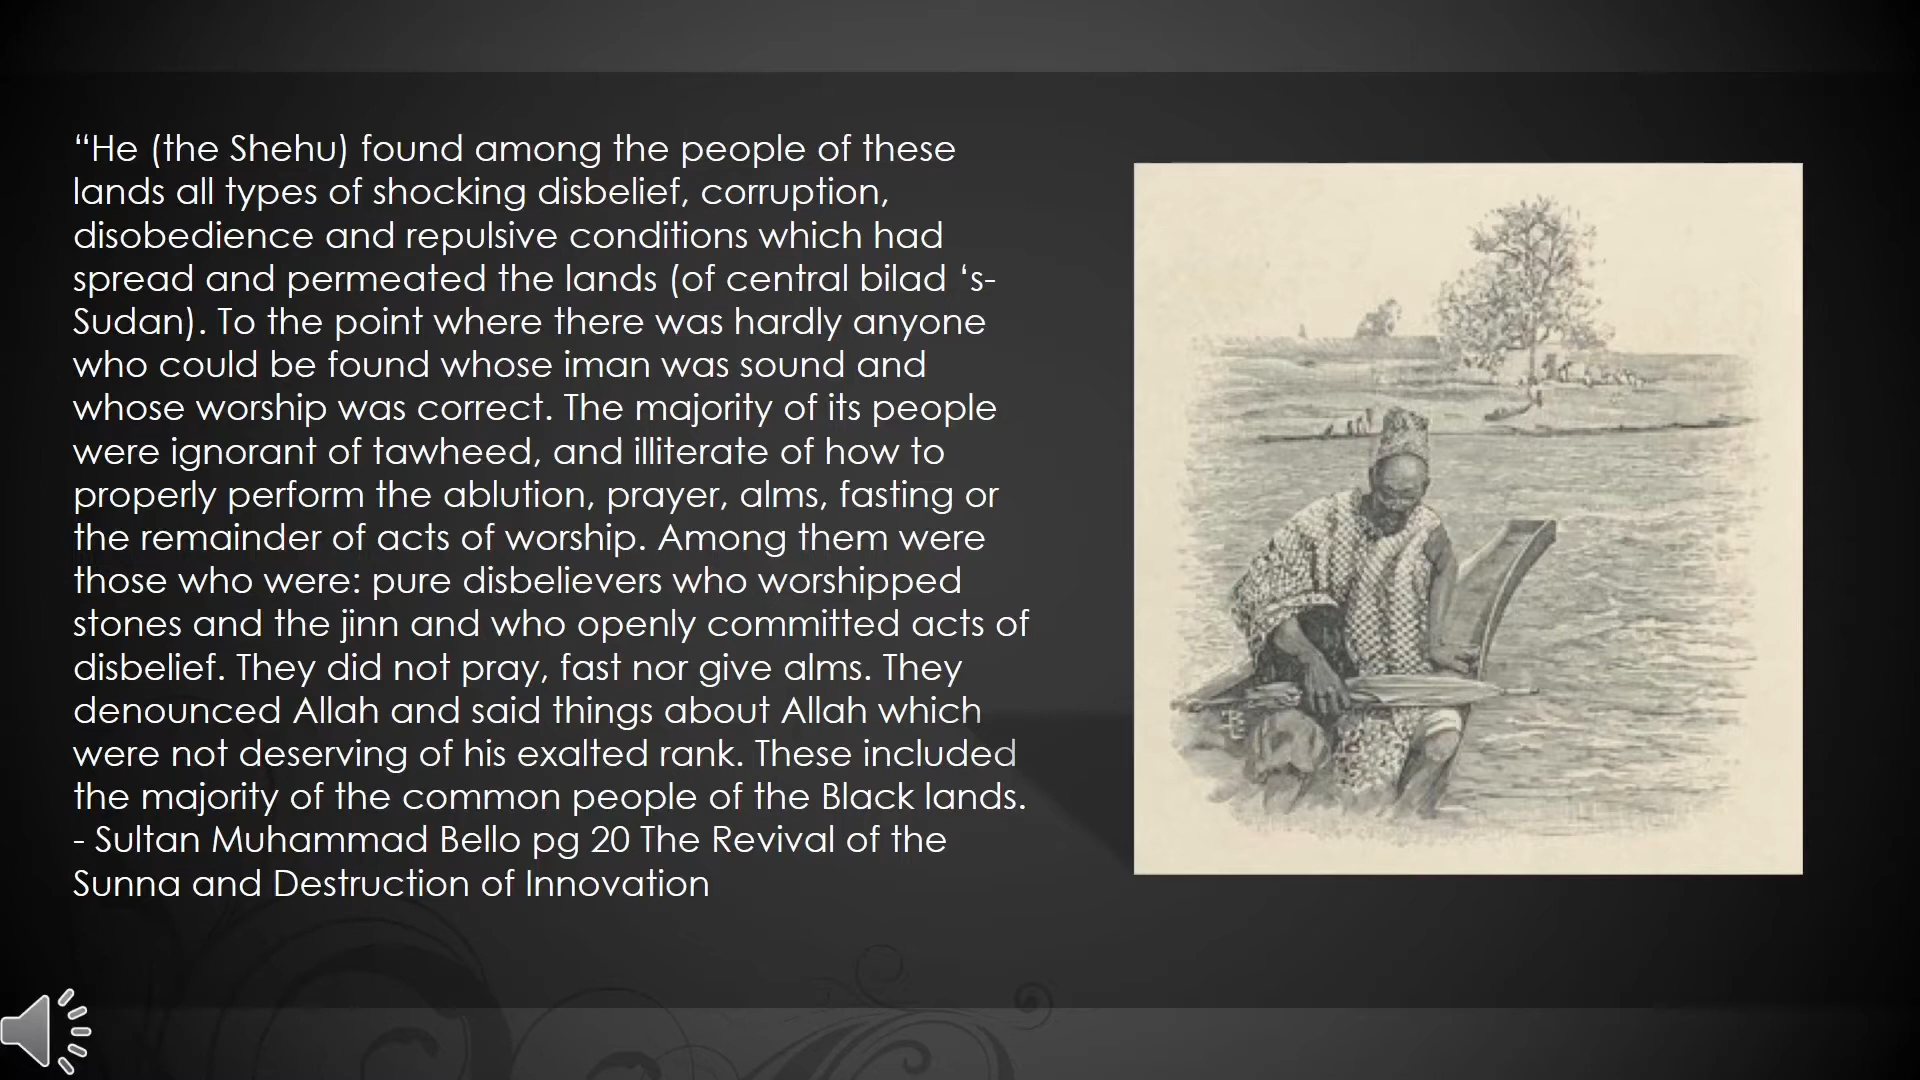 “He (the Shehu) found among the people of these
lands all types of shocking disbelief, corruption,
disobedience and repulsive conditions which had
spread and permeated the lands (of central bilad ‘s-
Sudan). To the point where there was hardly anyone
who could be found whose iman was sound and
whose worship was correct. The majority of its people
were ignorant of tawheed, and illiterate of how to
properly perform the ablution, prayer, alms, fasting or
the remainder of acts of worship. Among them were
those who were: pure disbelievers who worshipped
stones and the jinn and who openly committed acts of
disbelief. They did not pray, fast nor give alms. They
denounced Allah and said things about Allah which
were not deserving of his exalted rank. These included
the majority of the common people of the Black lands.
- Sultan Muhammad Bello pg 20 The Revival of the
Sunna and Destruction of Innovation